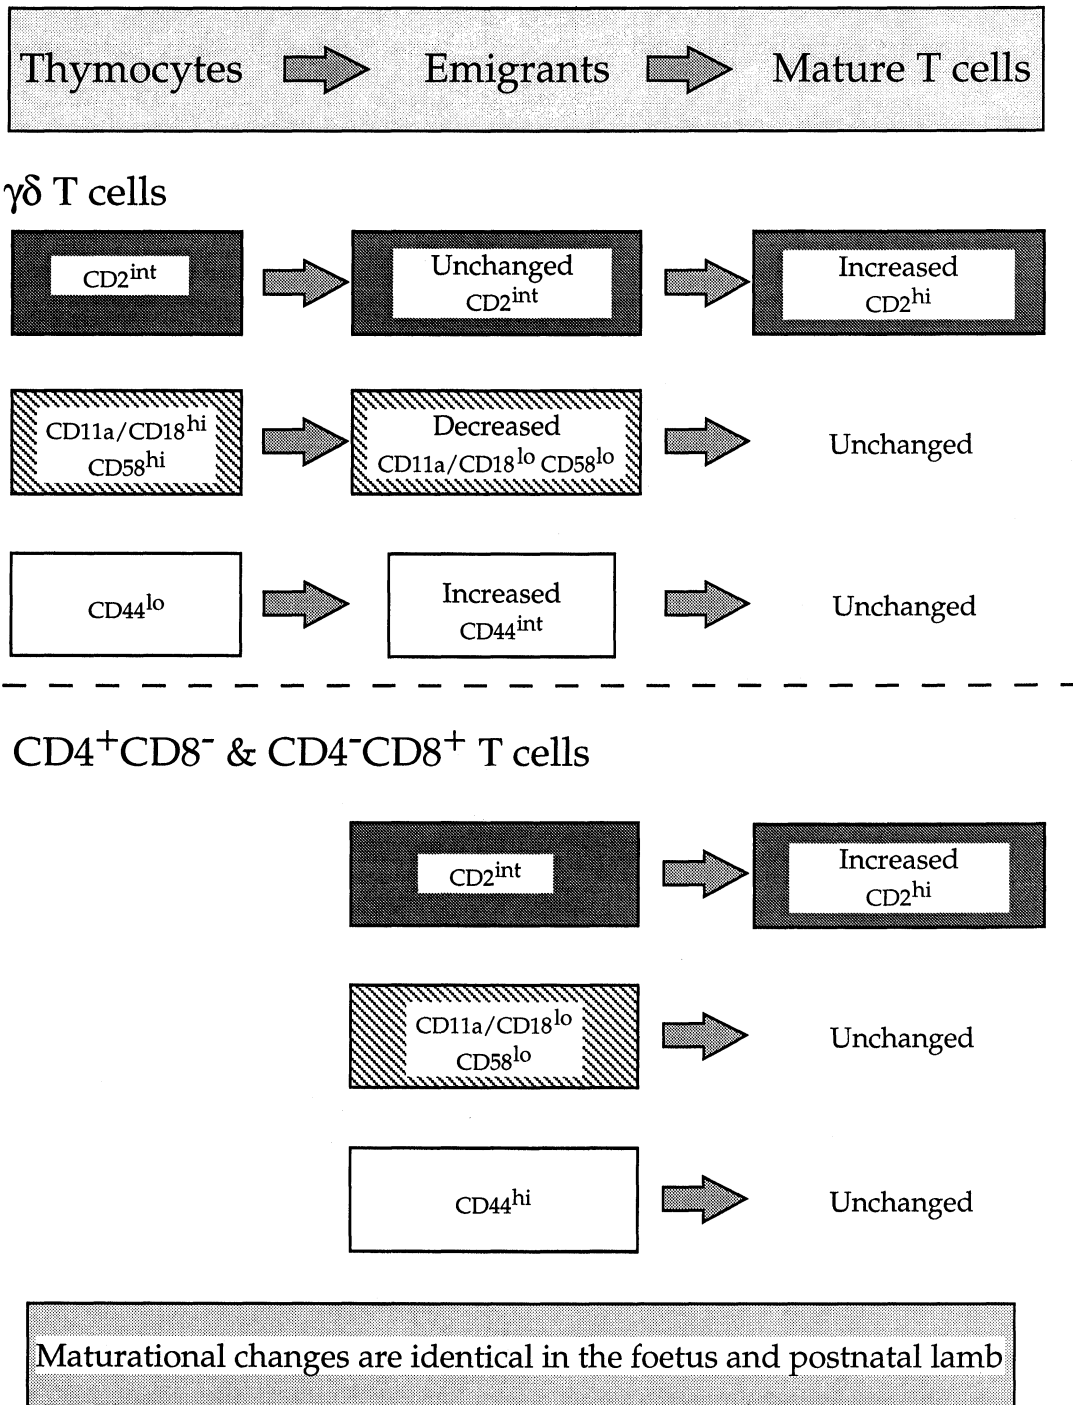 Thymocytes Emigrants Mature T cells
γδ T cells
CD2int
Unchanged
CD2int
Increased
CD2hi
CD11a/CD18hi
CD58hi
Decreased
CD11a/CD18lo CD58lo
Unchanged
CD44lo
Increased
CD44int
Unchanged
CD4+CD8- & CD4-CD8+ T cells
CD2int
Increased
CD2hi
CD11a/CD18lo
CD58lo
Unchanged
CD44hi
Unchanged
Maturational changes are identical in the foetus and postnatal lamb